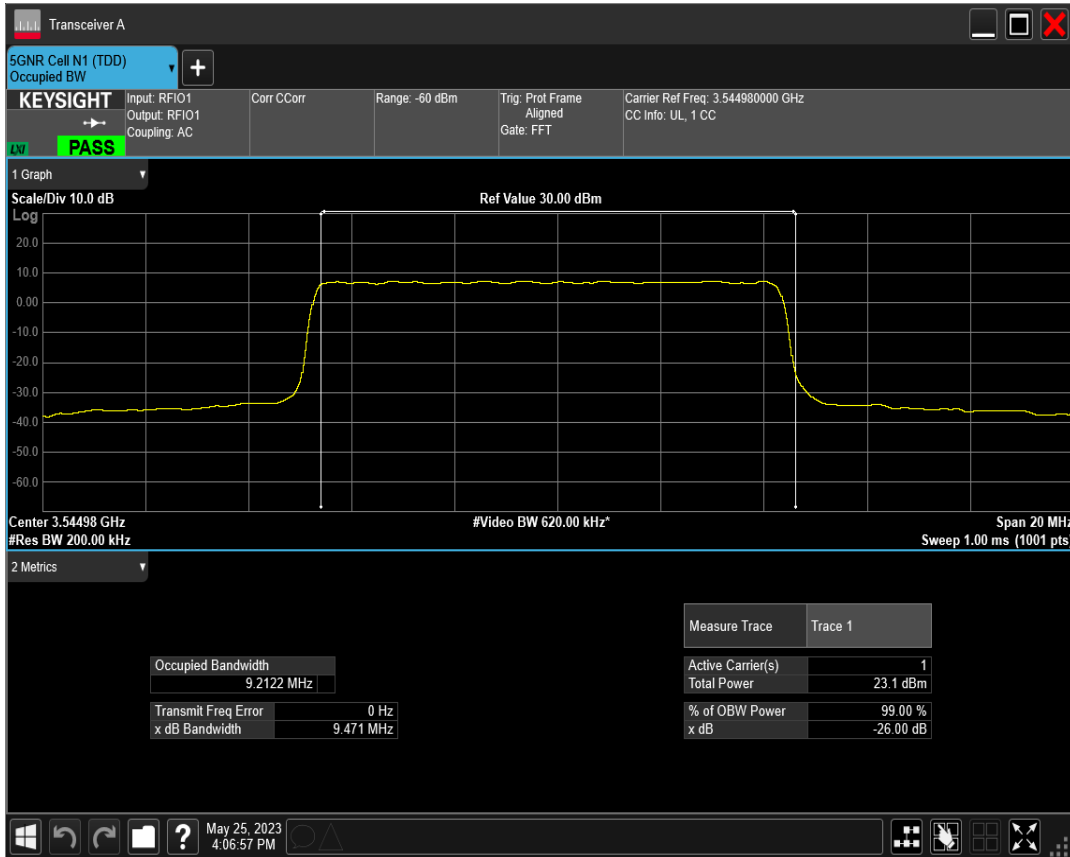 Transceiver A
5GNR Cell N1 (TDD)
Occupied BW
+
KEYSIGHT
LXI
PASS
Input: RFIO1
Output: RFIO1
Coupling: AC
Corr CCorr
Range: -60 dBm
Trig: Prot Frame
Aligned
Gate: FFT
Carrier Ref Freq: 3.544980000 GHz
CC Info: UL, 1 CC
1 Graph
Scale/Div 10.0 dB
Ref Value 30.00 dBm
Log
20.0
10.0
0.00
-10.0
-20.0
-30.0
-40.0
-50.0
-60.0
Center 3.54498 GHz
#Video BW 620.00 kHz*
Span 20 MHz
#Res BW 200.00 kHz
Sweep 1.00 ms (1001 pts)
2 Metrics
Measure Trace Trace 1
Occupied Bandwidth
9.2122 MHz
Active Carrier(s) 1
Total Power 23.1 dBm
Transmit Freq Error 0 Hz
x dB Bandwidth 9.471 MHz
% of OBW Power 99.00 %
x dB -26.00 dB
?
May 25, 2023
4:06:57 PM